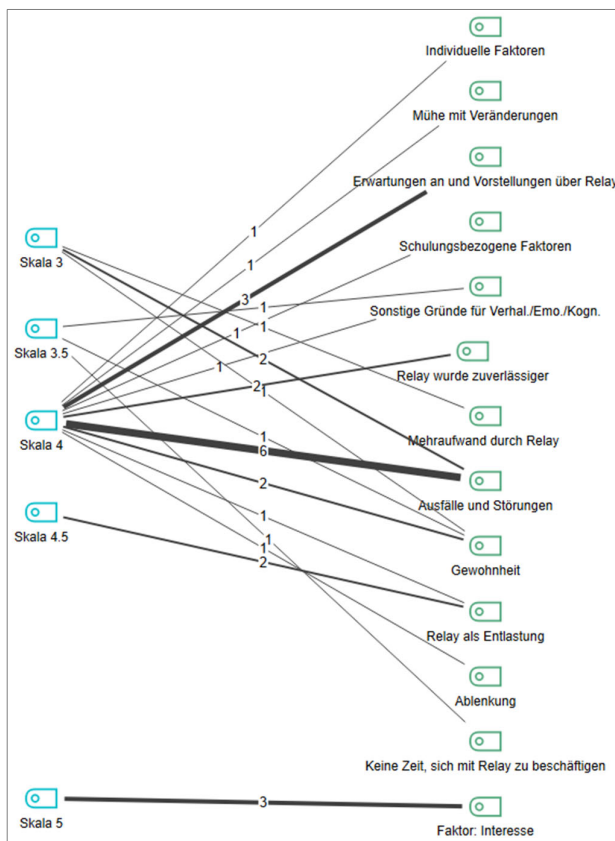 Individuelle Faktoren
Mühe mit Veränderungen
Erwartungen an und Vorstellungen über Relay
Schulungsbezogene Faktoren
Skala 3
Sonstige Gründe für Verhal./Emo./Kogn.
Skala 3.5
Relay wurde zuverlässiger
Mehraufwand durch Relay
Skala 4
Ausfälle und Störungen
Skala 4.5
Gewohnheit
Relay als Entlastung
Ablenkung
Keine Zeit, sich mit Relay zu beschäftigen
Skala 5
Faktor: Interesse
1
1
3
1
1
1
2
1
2
1
1
6
2
1
1
2
3